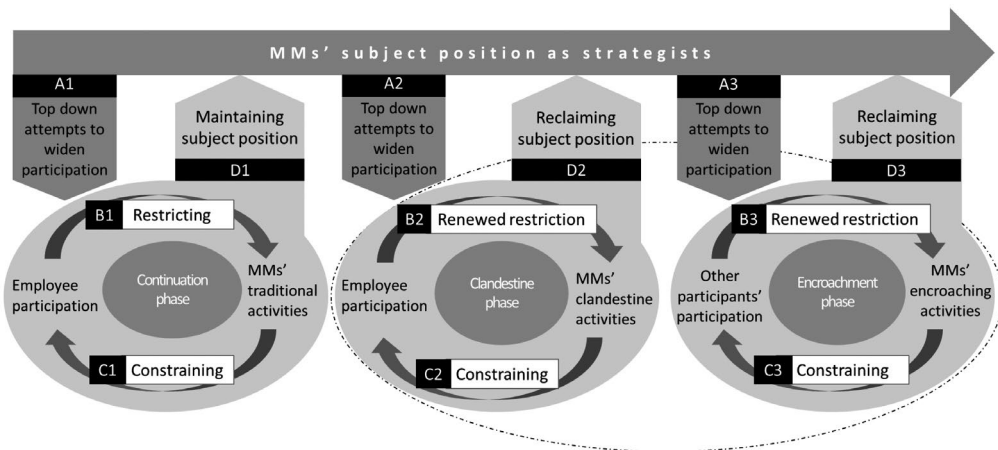 MMs' subject position as strategists
A1
Top down
attempts to
widen
participation
Maintaining
subject position
D1
B1 Restricting
Employee
participation
Continuation
phase
MMs'
traditional
activities
C1 Constraining
A2
Top down
attempts to
widen
participation
Reclaiming
subject position
D2
B2 Renewed restriction
Employee
participation
Clandestine
phase
MMs'
clandestine
activities
C2 Constraining
A3
Top down
attempts to
widen
participation
Reclaiming
subject position
D3
B3 Renewed restriction
Other
participants'
participation
Encroachment
phase
MMs'
encroaching
activities
C3 Constraining